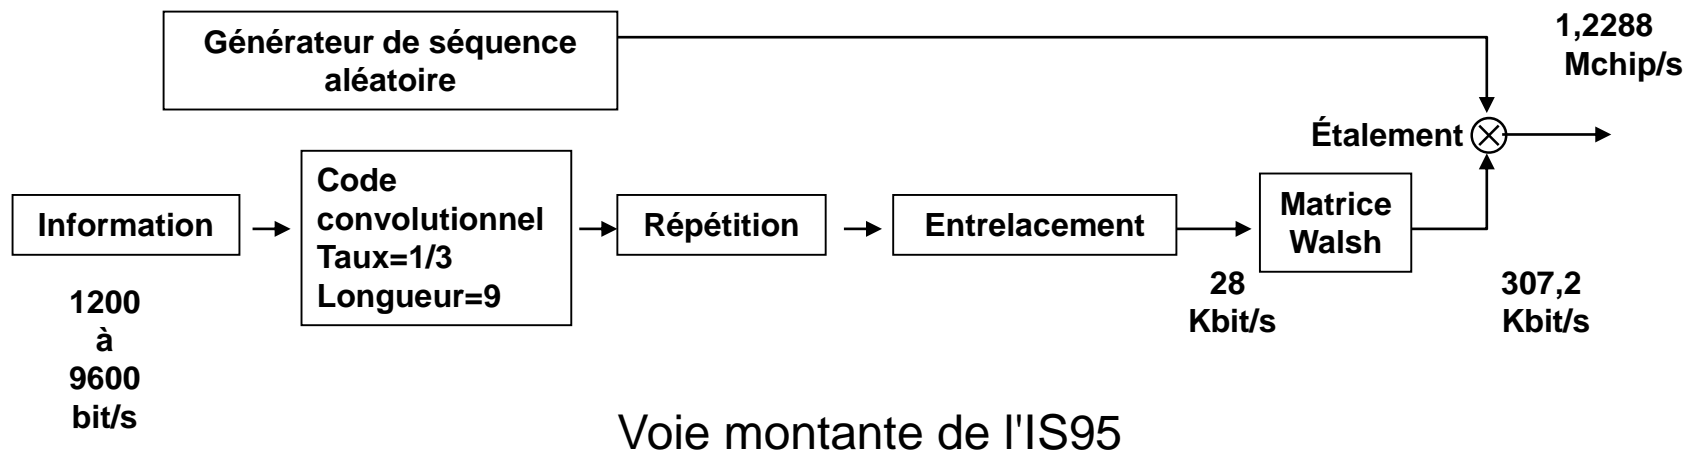 Générateur de séquence
aléatoire
1,2288
Mchip/s
Étalement
Information
Code
convolutionnel
Taux=1/3
Longueur=9
Répétition
Entrelacement
Matrice
Walsh
1200
à
9600
bit/s
28
Kbit/s
307,2
Kbit/s
Voie montante de l'IS95